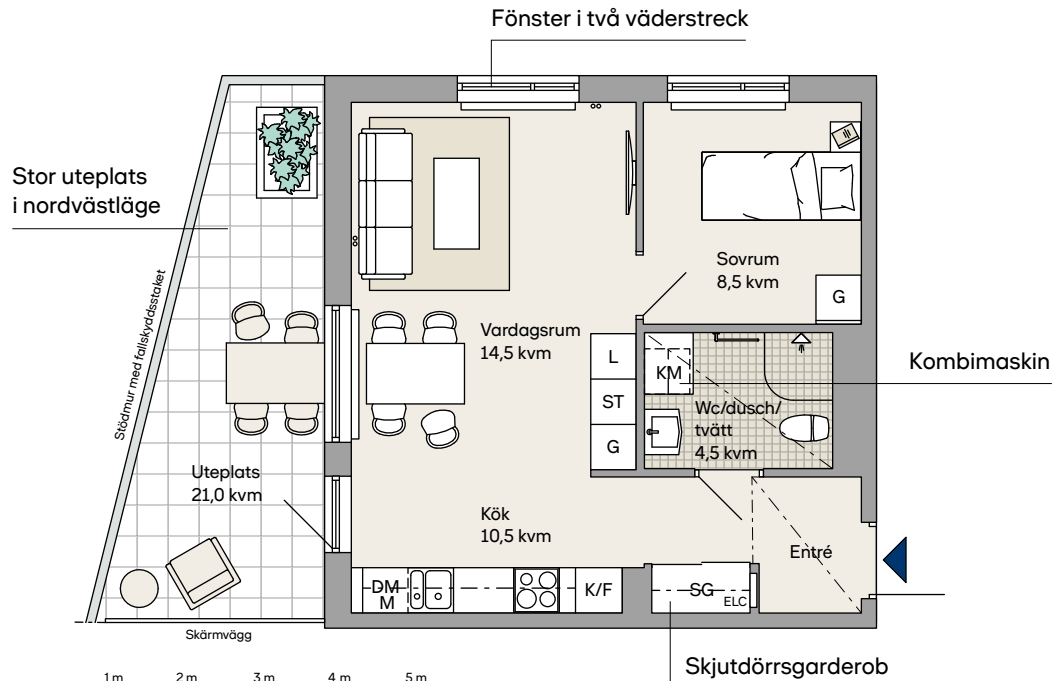 Fönster i två väderstreck
Stor uteplats
i nordvästläge
Stödmur med fallskyddsstaket
Sovrum
8,5 kvm
G
Vardagsrum
14,5 kvm
L
ST
G
KM
Kombimaskin
Wc/dusch/
tvätt
4,5 kvm
Uteplats
21,0 kvm
Kök
10,5 kvm
Entré
DM
M
K/F
SG
ELC
Skärmvägg
Skjutdörrsgarderob
1 m 2 m 3 m 4 m 5 m